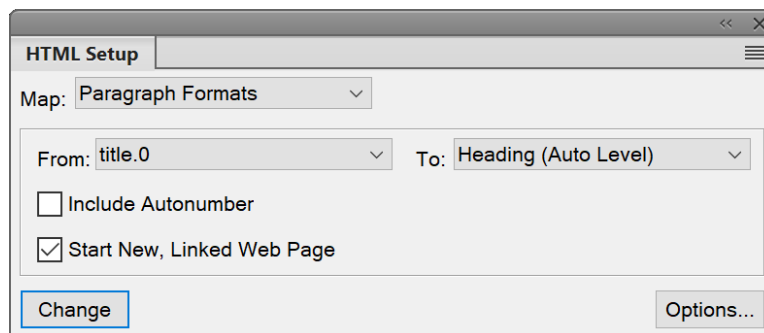 HTML Setup
Map: Paragraph Formats
From: title.0 To: Heading (Auto Level)
Include Autonumber
Start New, Linked Web Page
Change Options...